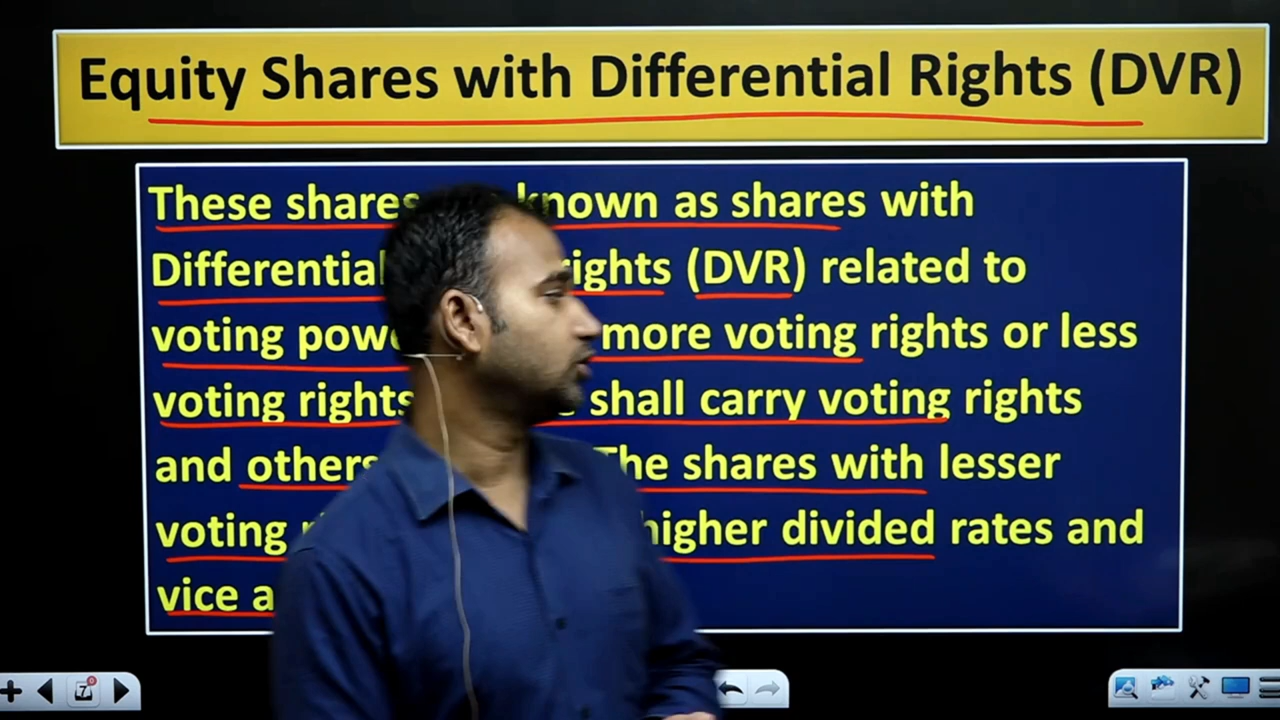 Equity Shares with Differential Rights (DVR)
These shares known as shares with
Differential rights (DVR) related to
voting more voting rights or less
voting rights shall carry voting rights
and others The shares with lesser
voting higher divided rates and
vice